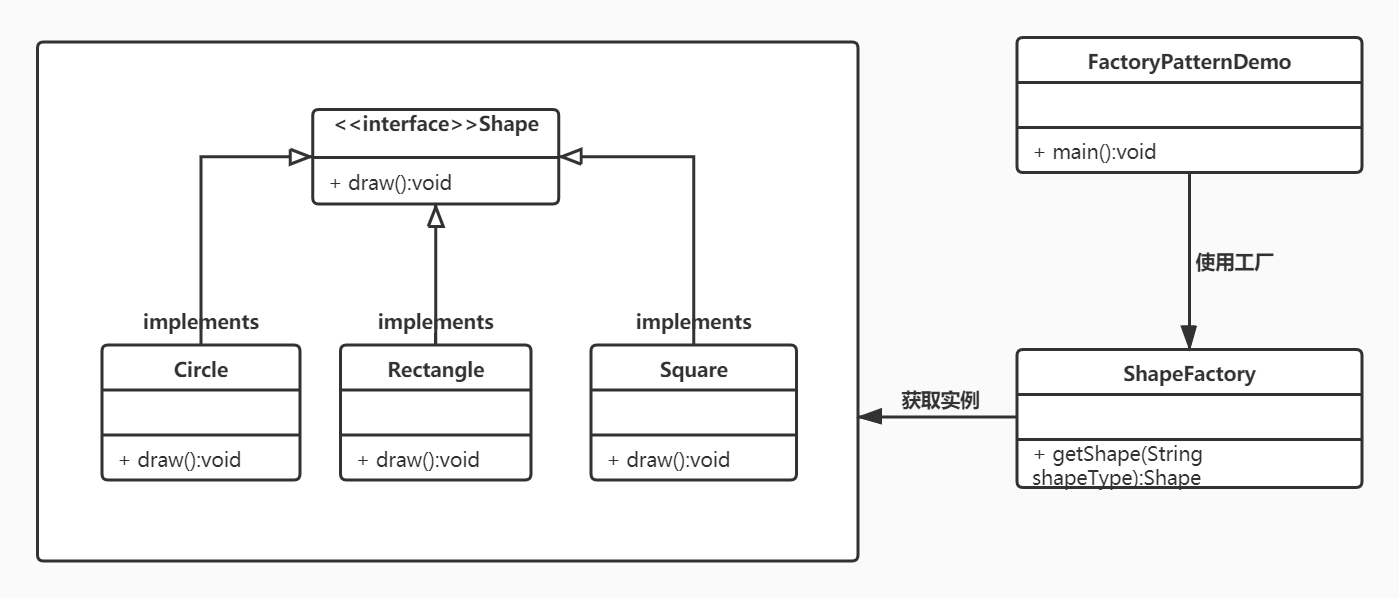 <<interface>>Shape
+ draw():void
implements
implements
implements
Circle
+ draw():void
Rectangle
+ draw():void
Square
+ draw():void
FactoryPatternDemo
+ main():void
使用工厂
ShapeFactory
+ getShape(String
shapeType):Shape
获取实例